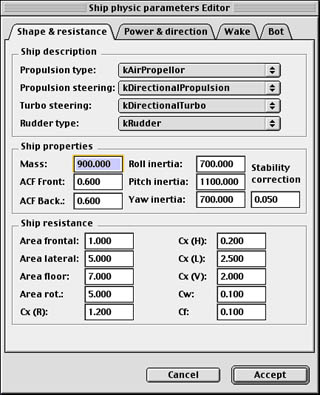 Ship physic parameters Editor
Shape & resistance Power & direction Wake Bot
Ship description
Propulsion type: kAirPropellor
Propulsion steering: kDirectionalPropulsion
Turbo steering: kDirectionalTurbo
Rudder type: kRudder
Ship properties
Mass: 900.000 Roll inertia: 700.000 Stability correction
ACF Front: 0.600 Pitch inertia: 1100.000
ACF Back.: 0.600 Yaw inertia: 700.000 0.050
Ship resistance
Area frontal: 1.000 Cx (H): 0.200
Area lateral: 5.000 Cx (L): 2.500
Area floor: 7.000 Cx (V): 2.000
Area rot.: 5.000 Cw: 0.100
Cx (R): 1.200 Cf: 0.100
Cancel Accept